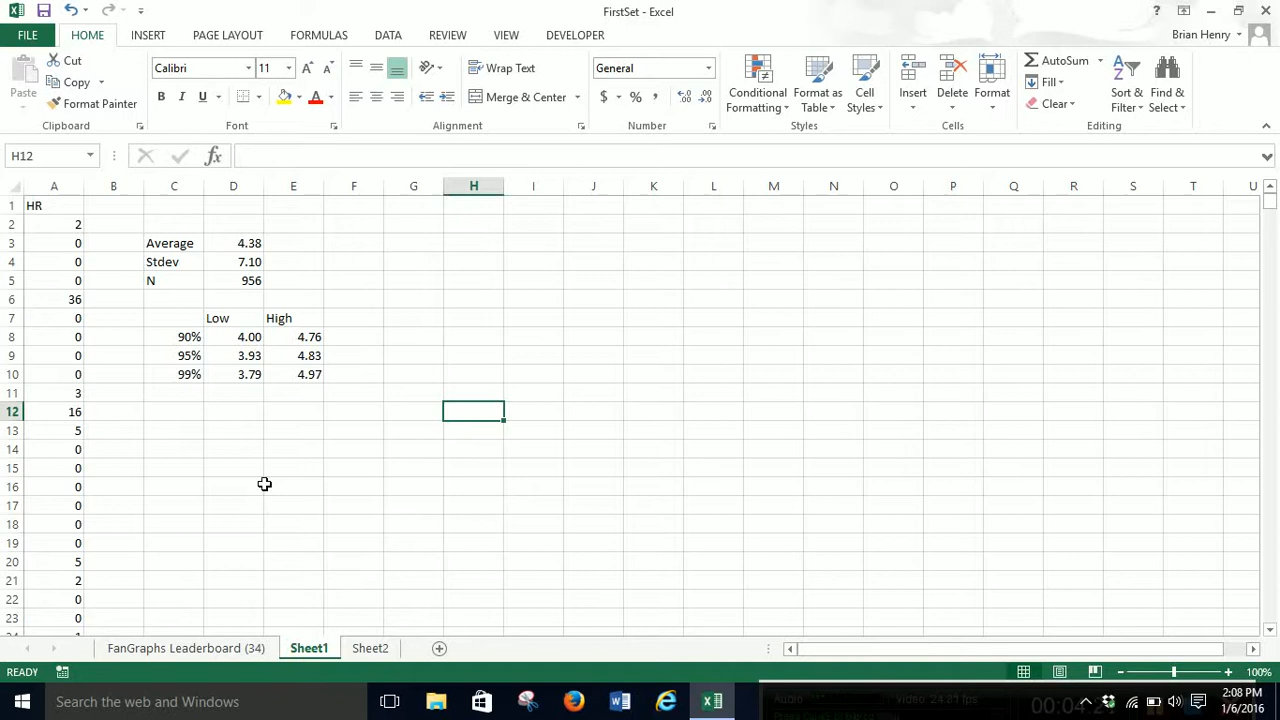 FirstSet - Excel
FILE HOME INSERT PAGE LAYOUT FORMULAS DATA REVIEW VIEW DEVELOPER Brian Henry
Paste Cut Copy Format Painter
Calibri 11
B I U A
Wrap Text
Merge & Center
General
$ % ,
Conditional Formatting Format as Table Cell Styles
Insert Delete Format
AutoSum Fill Clear
Sort & Filter Find & Select
Clipboard Font Alignment Number Styles Cells Editing
H12 fx
A B C D E F G H I J K L M N O P Q R S T U
1 HR
2 2
3 0 Average 4.38
4 0 Stdev 7.10
5 0 N 956
6 36
7 0 Low High
8 0 90% 4.00 4.76
9 0 95% 3.93 4.83
10 0 99% 3.79 4.97
11 3
12 16
13 5
14 0
15 0
16 0
17 0
18 0
19 0
20 5
21 2
22 0
23 0
FanGraphs Leaderboard (34) Sheet1 Sheet2
READY 100%
Search the web and Windows
2:08 PM
1/6/2016